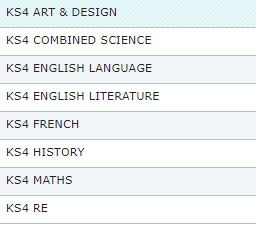 KS4 ART & DESIGN
KS4 COMBINED SCIENCE
KS4 ENGLISH LANGUAGE
KS4 ENGLISH LITERATURE
KS4 FRENCH
KS4 HISTORY
KS4 MATHS
KS4 RE